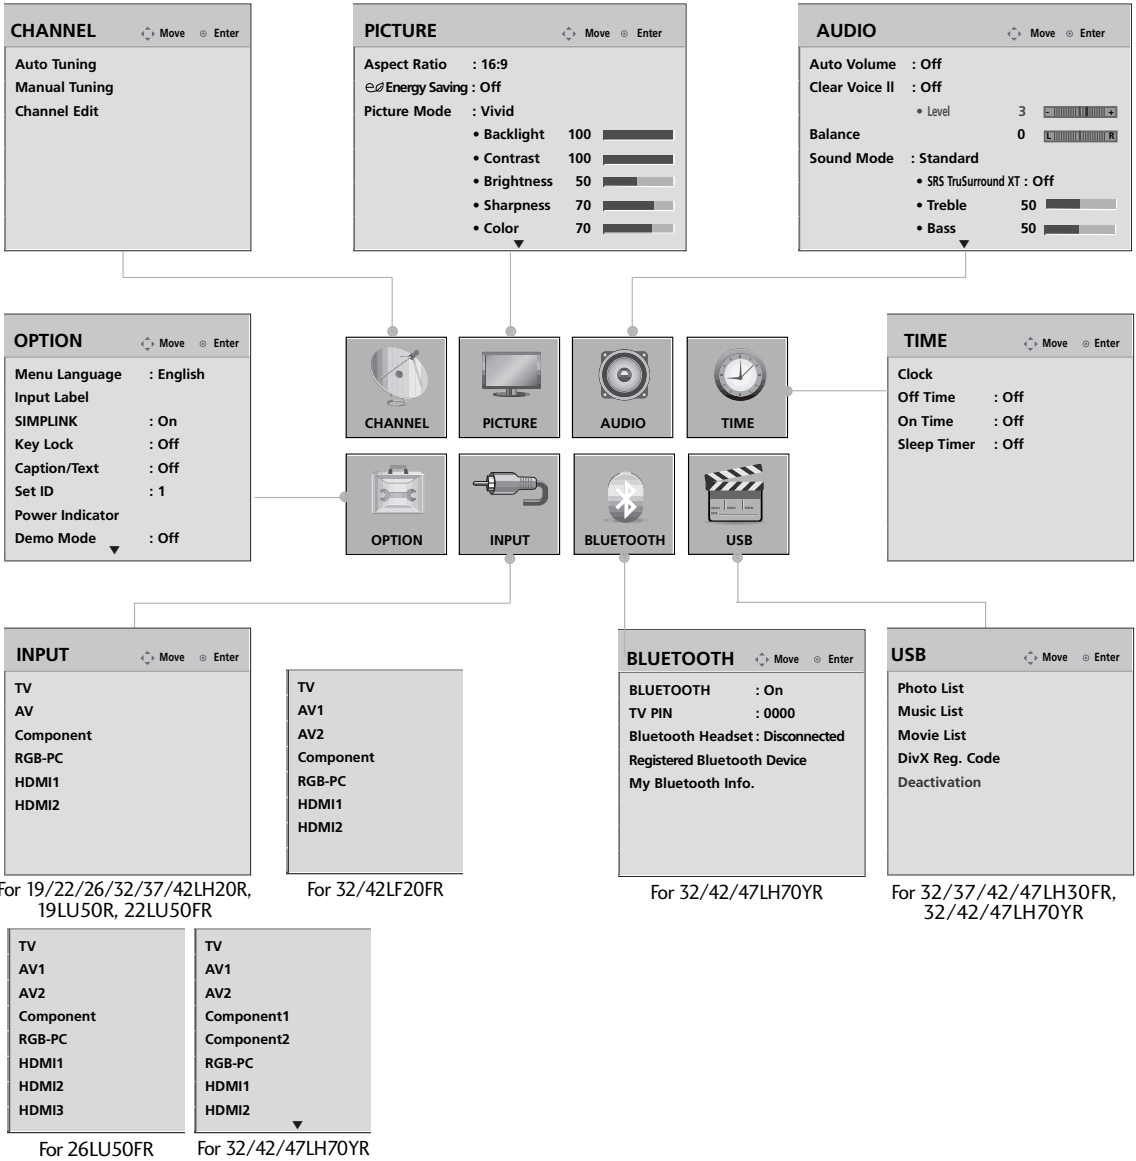 CHANNEL Move Enter
Auto Tuning
Manual Tuning
Channel Edit
PICTURE Move Enter
Aspect Ratio : 16:9
Energy Saving : Off
Picture Mode : Vivid
• Backlight 100
• Contrast 100
• Brightness 50
• Sharpness 70
• Color 70
AUDIO Move Enter
Auto Volume : Off
Clear Voice ll : Off
• Level 3 - +
Balance 0 L R
Sound Mode : Standard
• SRS TruSurround XT : Off
• Treble 50
• Bass 50
OPTION Move Enter
Menu Language : English
Input Label
SIMPLINK : On
Key Lock : Off
Caption/Text : Off
Set ID : 1
Power Indicator
Demo Mode : Off
CHANNEL
PICTURE
AUDIO
TIME
OPTION
INPUT
BLUETOOTH
USB
TIME Move Enter
Clock
Off Time : Off
On Time : Off
Sleep Timer : Off
INPUT Move Enter
TV
AV
Component
RGB-PC
HDMI1
HDMI2
For 19/22/26/32/37/42LH20R,
19LU50R, 22LU50FR
TV
AV1
AV2
Component
RGB-PC
HDMI1
HDMI2
For 32/42LF20FR
BLUETOOTH Move Enter
BLUETOOTH : On
TV PIN : 0000
Bluetooth Headset : Disconnected
Registered Bluetooth Device
My Bluetooth Info.
For 32/42/47LH70YR
USB Move Enter
Photo List
Music List
Movie List
DivX Reg. Code
Deactivation
For 32/37/42/47LH30FR,
32/42/47LH70YR
TV
AV1
AV2
Component
RGB-PC
HDMI1
HDMI2
HDMI3
For 26LU50FR
TV
AV1
AV2
Component1
Component2
RGB-PC
HDMI1
HDMI2
For 32/42/47LH70YR